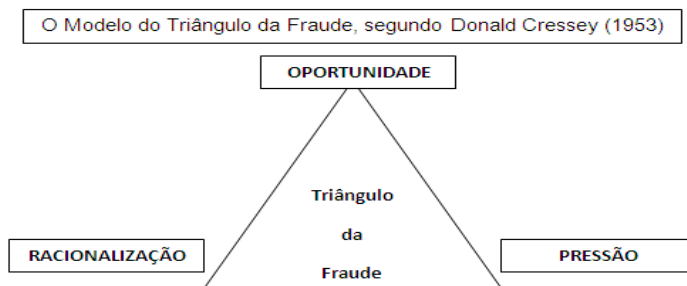 O Modelo do Triângulo da Fraude, segundo Donald Cressey (1953)
OPORTUNIDADE
Triângulo
da
RACIONALIZAÇÃO
PRESSÃO
Fraude